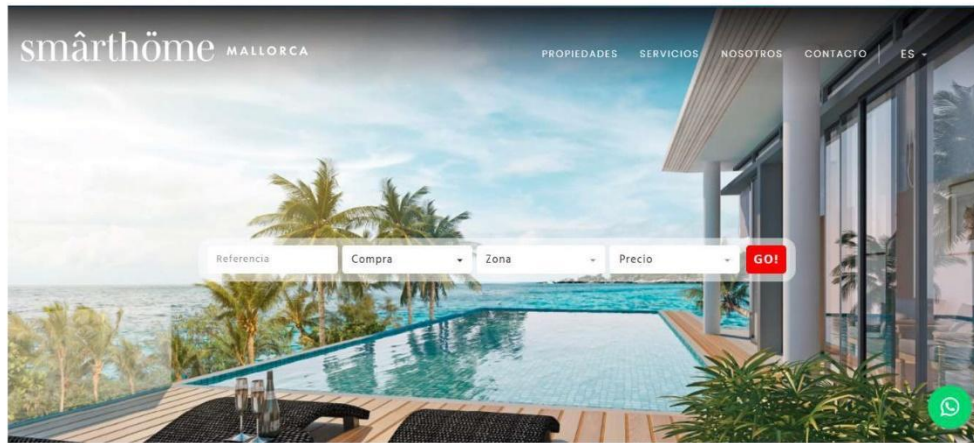 smârthöme MALLORCA
PROPIEDADES SERVICIOS NOSOTROS CONTACTO ES
Referencia Compra Zona Precio GO!